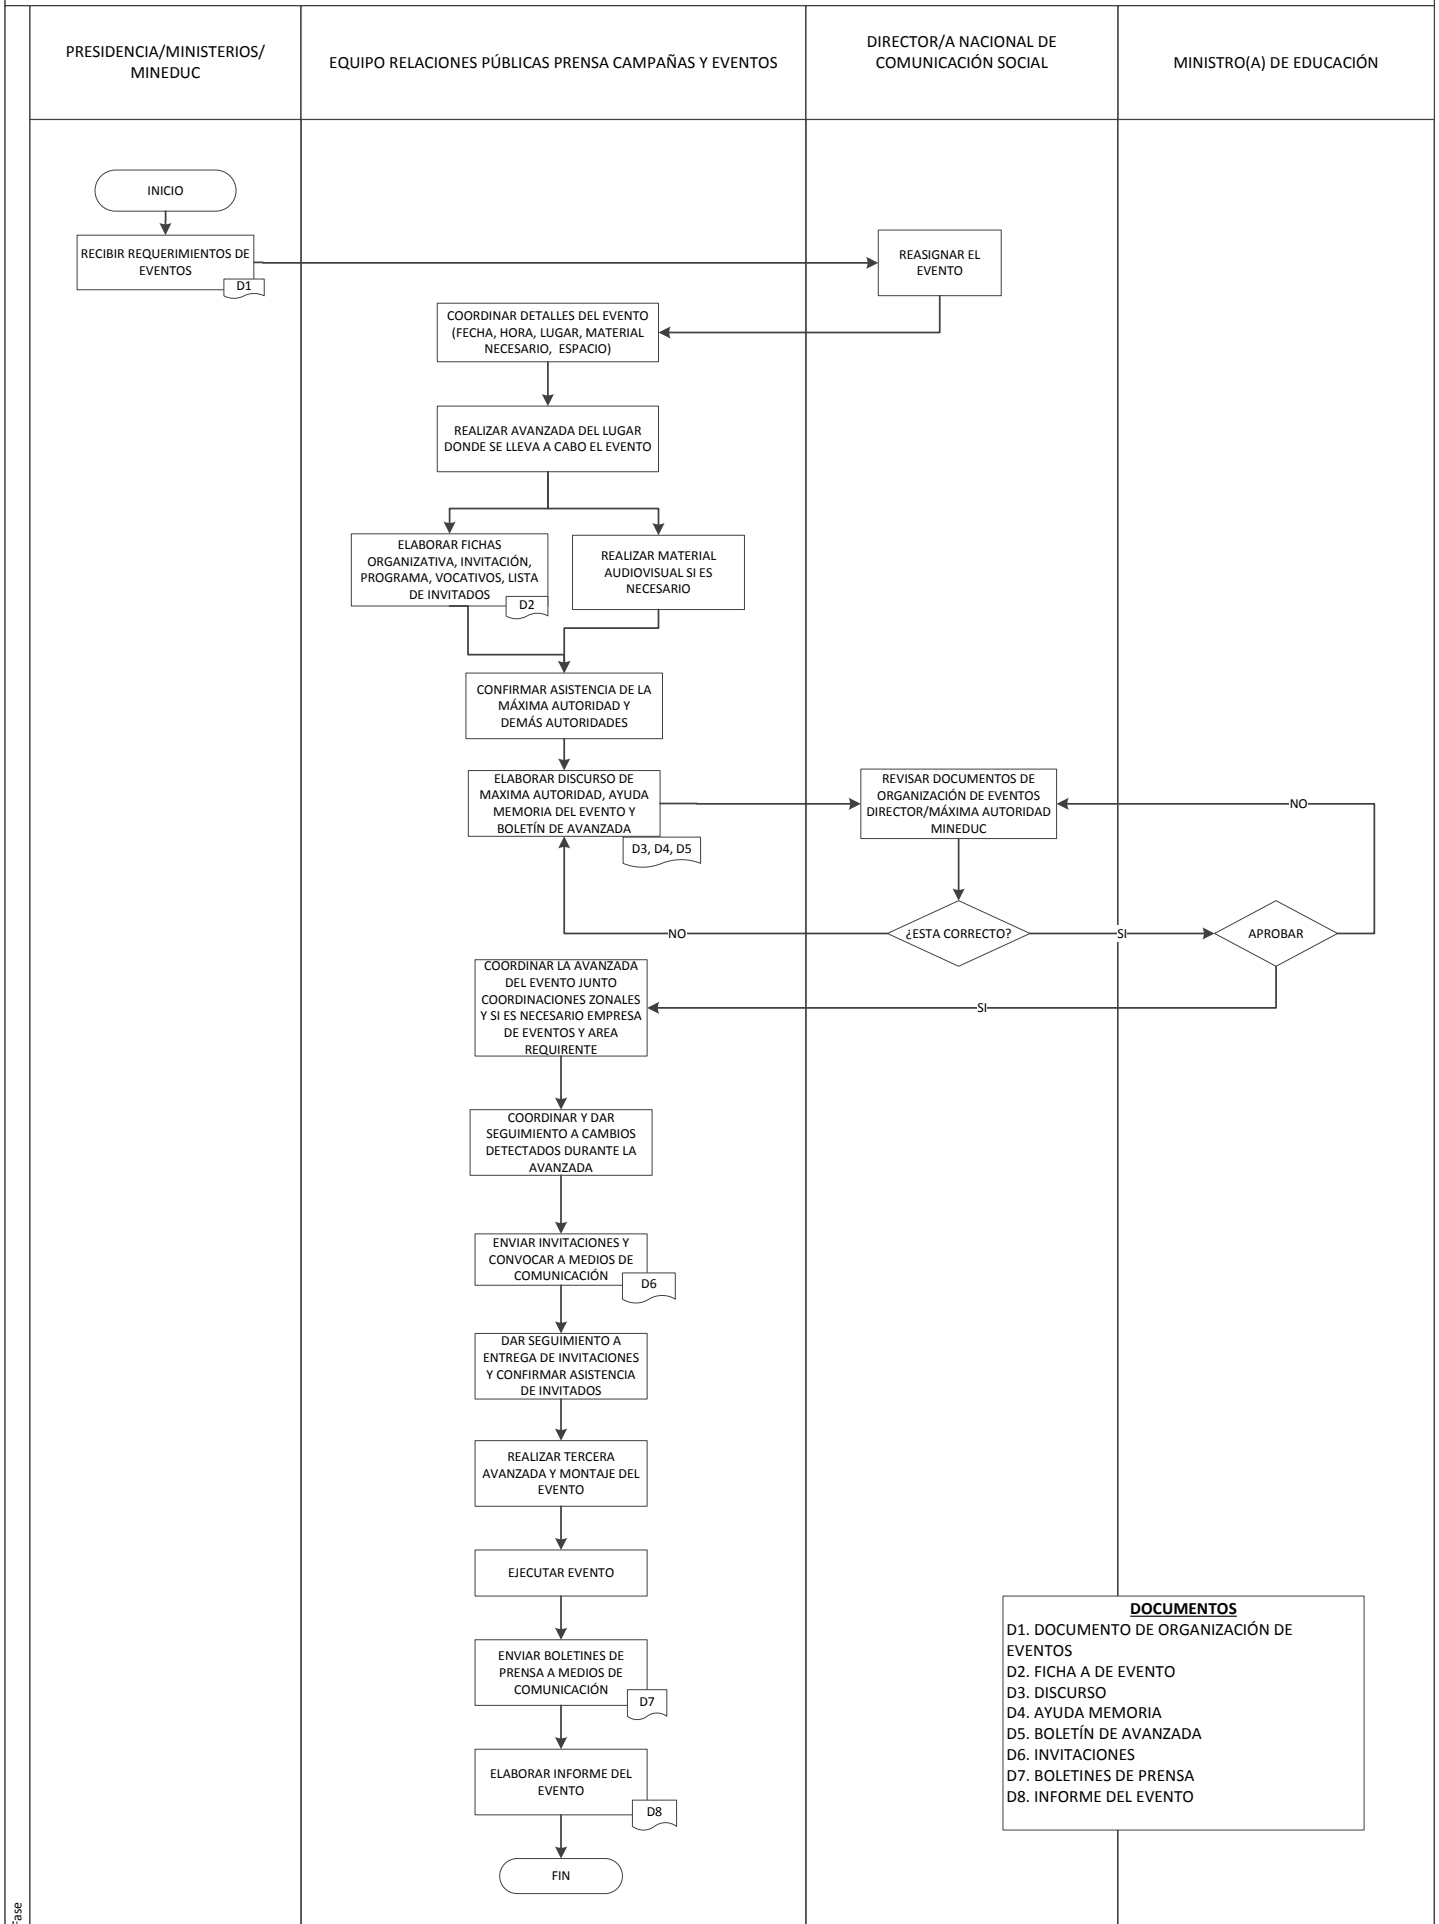 PRESIDENCIA/MINISTERIOS/
MINEDUC
EQUIPO RELACIONES PÚBLICAS PRENSA CAMPAÑAS Y EVENTOS
DIRECTOR/A NACIONAL DE
COMUNICACIÓN SOCIAL
MINISTRO(A) DE EDUCACIÓN
INICIO
RECIBIR REQUERIMIENTOS DE
EVENTOS
D1
REASIGNAR EL
EVENTO
COORDINAR DETALLES DEL EVENTO
(FECHA, HORA, LUGAR, MATERIAL
NECESARIO, ESPACIO)
REALIZAR AVANZADA DEL LUGAR
DONDE SE LLEVA A CABO EL EVENTO
ELABORAR FICHAS
ORGANIZATIVA, INVITACIÓN,
PROGRAMA, VOCATIVOS, LISTA
DE INVITADOS
D2
REALIZAR MATERIAL
AUDIOVISUAL SI ES
NECESARIO
CONFIRMAR ASISTENCIA DE LA
MÁXIMA AUTORIDAD Y
DEMÁS AUTORIDADES
ELABORAR DISCURSO DE
MAXIMA AUTORIDAD, AYUDA
MEMORIA DEL EVENTO Y
BOLETÍN DE AVANZADA
D3, D4, D5
REVISAR DOCUMENTOS DE
ORGANIZACIÓN DE EVENTOS
DIRECTOR/MÁXIMA AUTORIDAD
MINEDUC
NO
NO
¿ESTA CORRECTO?
SI
APROBAR
COORDINAR LA AVANZADA
DEL EVENTO JUNTO
COORDINACIONES ZONALES
Y SI ES NECESARIO EMPRESA
DE EVENTOS Y AREA
REQUIRENTE
SI
COORDINAR Y DAR
SEGUIMIENTO A CAMBIOS
DETECTADOS DURANTE LA
AVANZADA
ENVIAR INVITACIONES Y
CONVOCAR A MEDIOS DE
COMUNICACIÓN
D6
DAR SEGUIMIENTO A
ENTREGA DE INVITACIONES
Y CONFIRMAR ASISTENCIA
DE INVITADOS
REALIZAR TERCERA
AVANZADA Y MONTAJE DEL
EVENTO
EJECUTAR EVENTO
ENVIAR BOLETINES DE
PRENSA A MEDIOS DE
COMUNICACIÓN
D7
ELABORAR INFORME DEL
EVENTO
D8
FIN
DOCUMENTOS
D1. DOCUMENTO DE ORGANIZACIÓN DE
EVENTOS
D2. FICHA A DE EVENTO
D3. DISCURSO
D4. AYUDA MEMORIA
D5. BOLETÍN DE AVANZADA
D6. INVITACIONES
D7. BOLETINES DE PRENSA
D8. INFORME DEL EVENTO
Fase